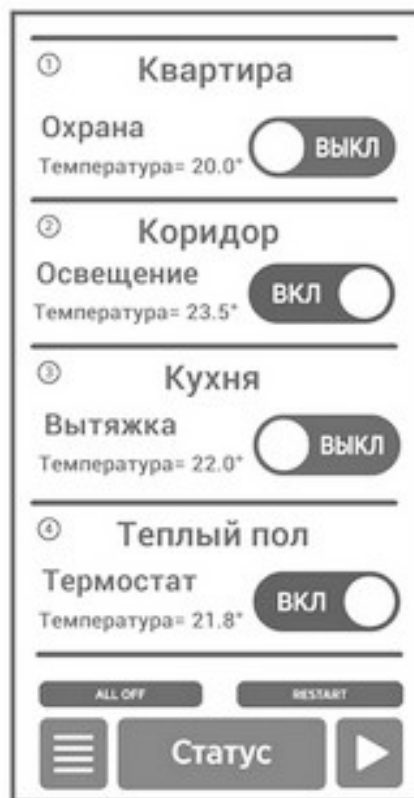 ① Квартира
Охрана
Температура= 20.0°
ВЫКЛ
② Коридор
Освещение
Температура= 23.5°
ВКЛ
③ Кухня
Вытяжка
Температура= 22.0°
ВЫКЛ
④ Теплый пол
Термостат
Температура= 21.8°
ВКЛ
ALL OFF RESTART
Статус